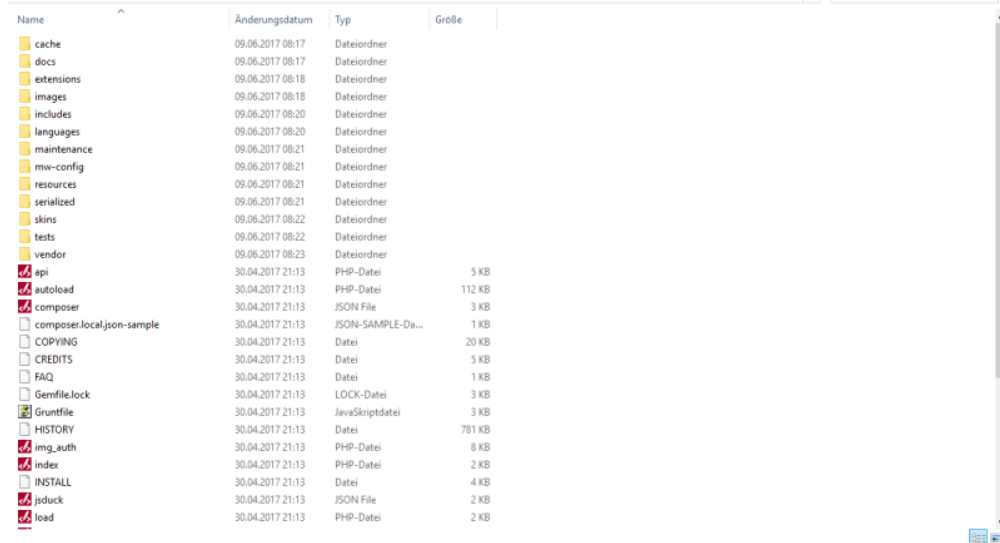 Name Änderungsdatum Typ Größe
cache 09.06.2017 08:17 Dateiordner
docs 09.06.2017 08:17 Dateiordner
extensions 09.06.2017 08:18 Dateiordner
images 09.06.2017 08:18 Dateiordner
includes 09.06.2017 08:20 Dateiordner
languages 09.06.2017 08:20 Dateiordner
maintenance 09.06.2017 08:21 Dateiordner
mw-config 09.06.2017 08:21 Dateiordner
resources 09.06.2017 08:21 Dateiordner
serialized 09.06.2017 08:21 Dateiordner
skins 09.06.2017 08:22 Dateiordner
tests 09.06.2017 08:22 Dateiordner
vendor 09.06.2017 08:23 Dateiordner
api 30.04.2017 21:13 PHP-Datei 5 KB
autoload 30.04.2017 21:13 PHP-Datei 112 KB
composer 30.04.2017 21:13 JSON File 3 KB
composer.local.json-sample 30.04.2017 21:13 JSON-SAMPLE-Da... 1 KB
COPYING 30.04.2017 21:13 Datei 20 KB
CREDITS 30.04.2017 21:13 Datei 5 KB
FAQ 30.04.2017 21:13 Datei 1 KB
Gemfile.lock 30.04.2017 21:13 LOCK-Datei 3 KB
Gruntfile 30.04.2017 21:13 JavaSkriptdatei 3 KB
HISTORY 30.04.2017 21:13 Datei 781 KB
img_auth 30.04.2017 21:13 PHP-Datei 8 KB
index 30.04.2017 21:13 PHP-Datei 2 KB
INSTALL 30.04.2017 21:13 Datei 4 KB
jsduck 30.04.2017 21:13 JSON File 2 KB
load 30.04.2017 21:13 PHP-Datei 2 KB